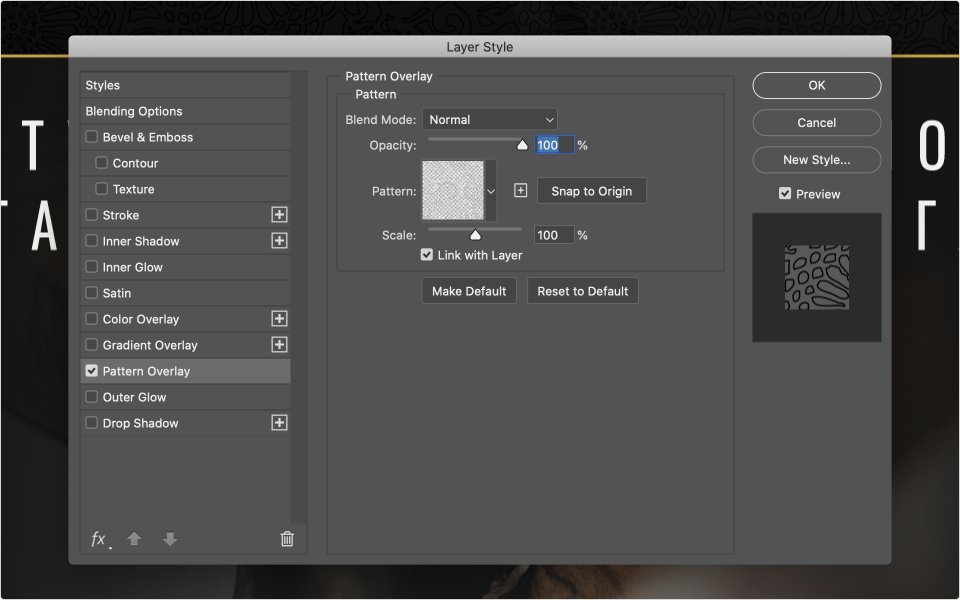 Layer Style
Styles
Blending Options
Bevel & Emboss
Contour
Texture
Stroke
Inner Shadow
Inner Glow
Satin
Color Overlay
Gradient Overlay
Pattern Overlay
Outer Glow
Drop Shadow
fx
Pattern Overlay
Pattern
Blend Mode: Normal
Opacity: 100 %
Pattern:
Snap to Origin
Scale: 100 %
Link with Layer
Make Default
Reset to Default
OK
Cancel
New Style...
Preview